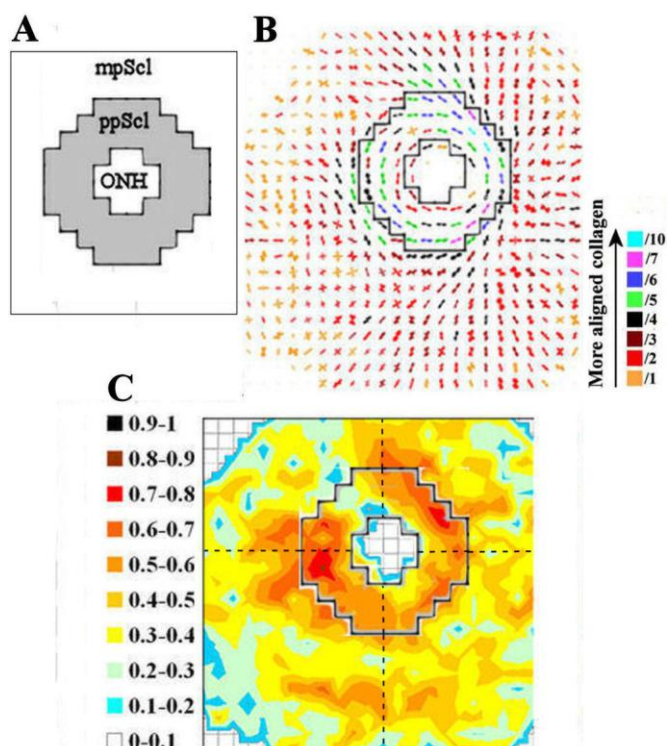 A
mpScl
ppScl
ONH
B
More aligned collagen
/10
/7
/6
/5
/4
/3
/2
/1
C
0.9-1
0.8-0.9
0.7-0.8
0.6-0.7
0.5-0.6
0.4-0.5
0.3-0.4
0.2-0.3
0.1-0.2
0-0.1